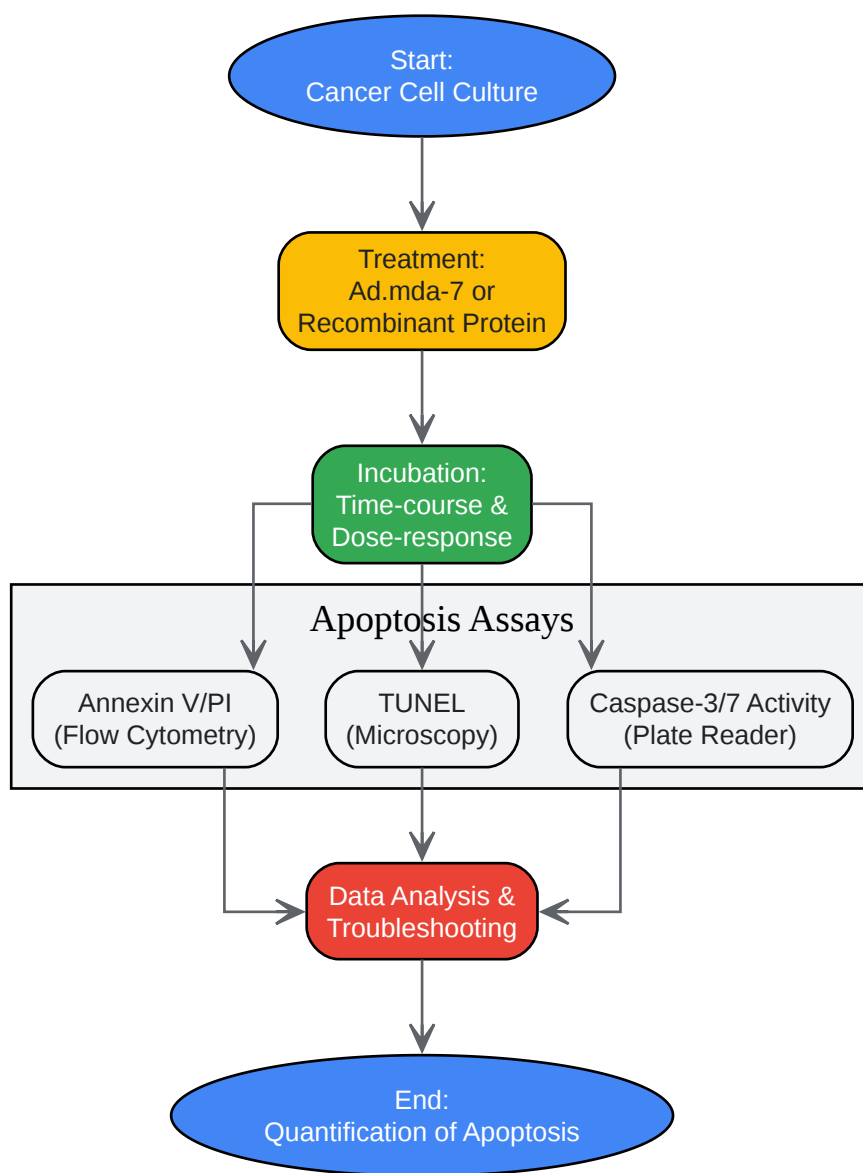 Start:
Cancer Cell Culture
Treatment:
Ad.mda-7 or
Recombinant Protein
Incubation:
Time-course &
Dose-response
Apoptosis Assays
Annexin V/PI
(Flow Cytometry)
TUNEL
(Microscopy)
Caspase-3/7 Activity
(Plate Reader)
Data Analysis &
Troubleshooting
End:
Quantification of Apoptosis